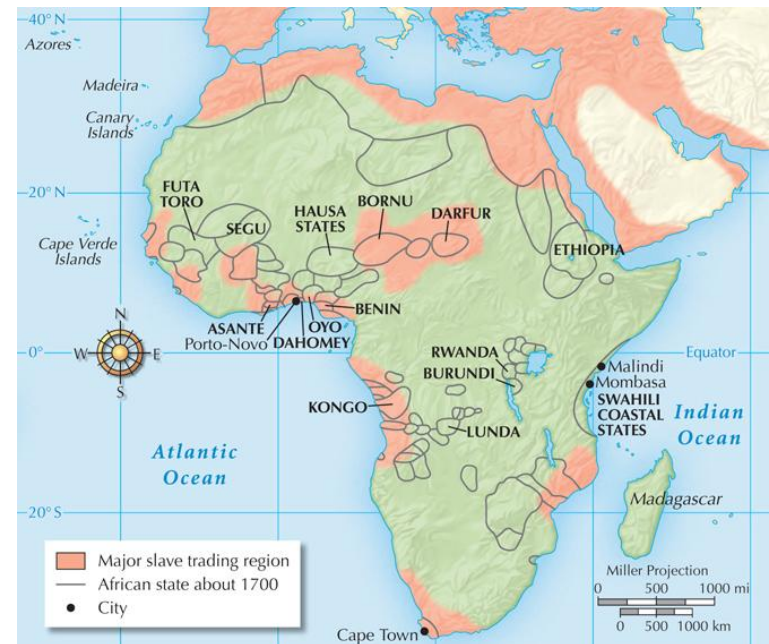 40°N
Azores
Madeira
Canary
Islands
20°N
FUTA
TORO
SEGU
HAUSA
STATES
BORNU
DARFUR
ETHIOPIA
Cape Verde
Islands
N
W
E
S
ASANTE
Porto-Novo
DAHOMEY
OYO
BENIN
0°
Equator
RWANDA
BURUNDI
Malindi
Mombasa
SWAHILI
COASTAL
STATES
Indian
Ocean
KONGO
LUNDA
Atlantic
Ocean
Madagascar
20°S
Major slave trading region
African state about 1700
City
Cape Town
Miller Projection
0 500 1000 mi
0 500 1000 km